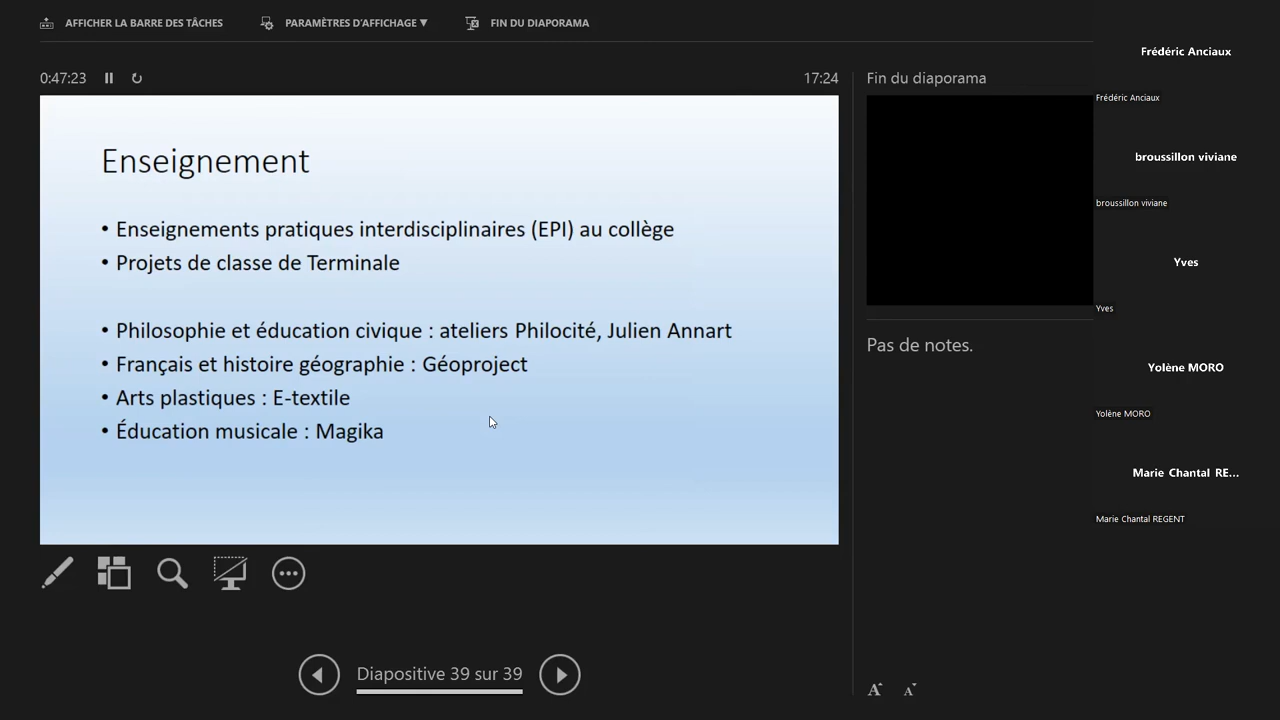 AFFICHER LA BARRE DES TÂCHES
PARAMÈTRES D'AFFICHAGE ▼
FIN DU DIAPORAMA
0:47:23
17:24
Enseignement
• Enseignements pratiques interdisciplinaires (EPI) au collège
• Projets de classe de Terminale
• Philosophie et éducation civique : ateliers Philocité, Julien Annart
• Français et histoire géographie : Géoproject
• Arts plastiques : E-textile
• Éducation musicale : Magika
Diapositive 39 sur 39
Fin du diaporama
Pas de notes.
A
A
Frédéric Anciaux
Frédéric Anciaux
broussillon viviane
broussillon viviane
Yves
Yves
Yolène MORO
Yolène MORO
Marie Chantal RE...
Marie Chantal REGENT